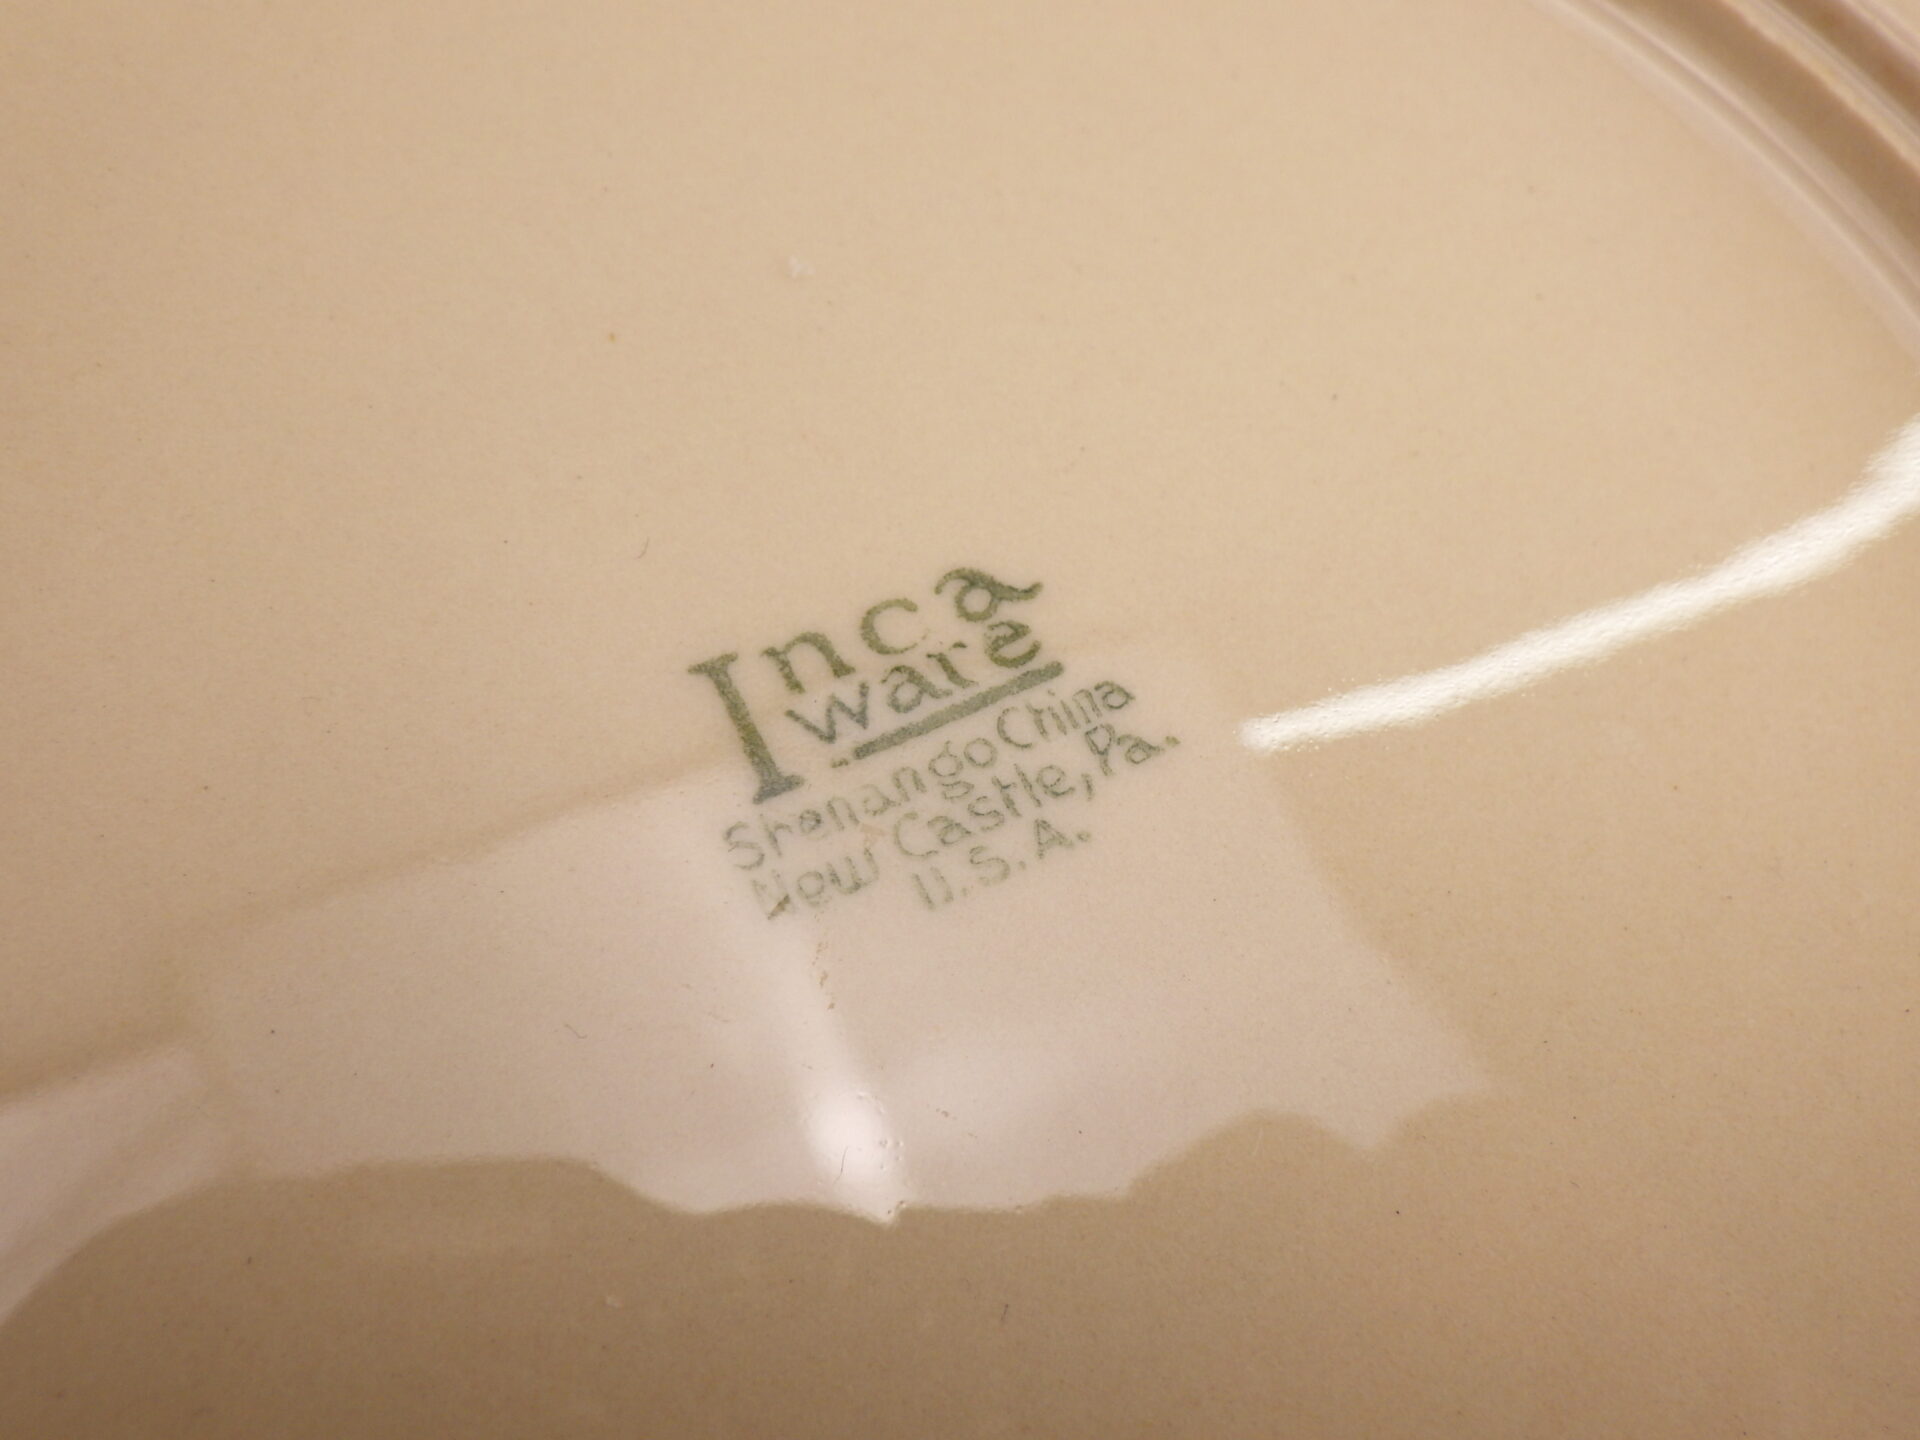 Inca
ware
Shenango China
New Castle, Pa.
U.S.A.